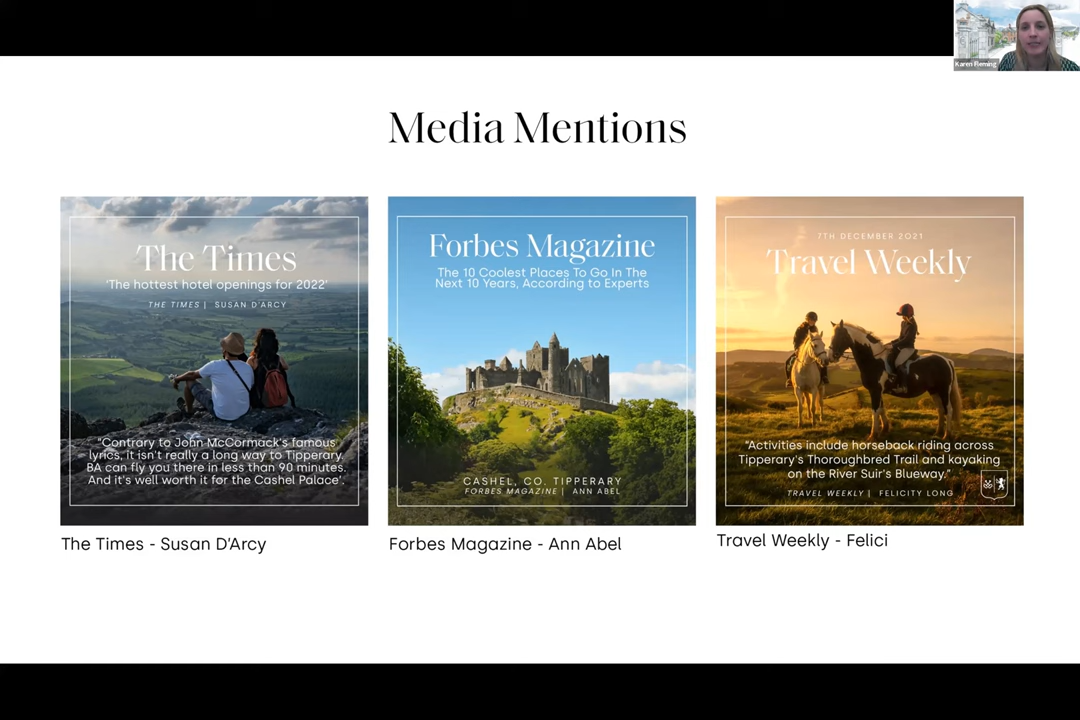 Karen Fleming
Media Mentions
The Times
'The hottest hotel openings for 2022'
THE TIMES | SUSAN D'ARCY
"Contrary to John McCormack's famous
lyrics, it isn't really a long way to Tipperary.
BA can fly you there in less than 90 minutes.
And it's well worth it for the Cashel Palace'.
The Times - Susan D'Arcy
Forbes Magazine
The 10 Coolest Places To Go In The
Next 10 Years, According to Experts
CASHEL, CO. TIPPERARY
FORBES MAGAZINE | ANN ABEL
Forbes Magazine - Ann Abel
7TH DECEMBER 2021
Travel Weekly
"Activities include horseback riding across
Tipperary's Thoroughbred Trail and kayaking
on the River Suir's Blueway."
TRAVEL WEEKLY | FELICITY LONG
Travel Weekly - Felici